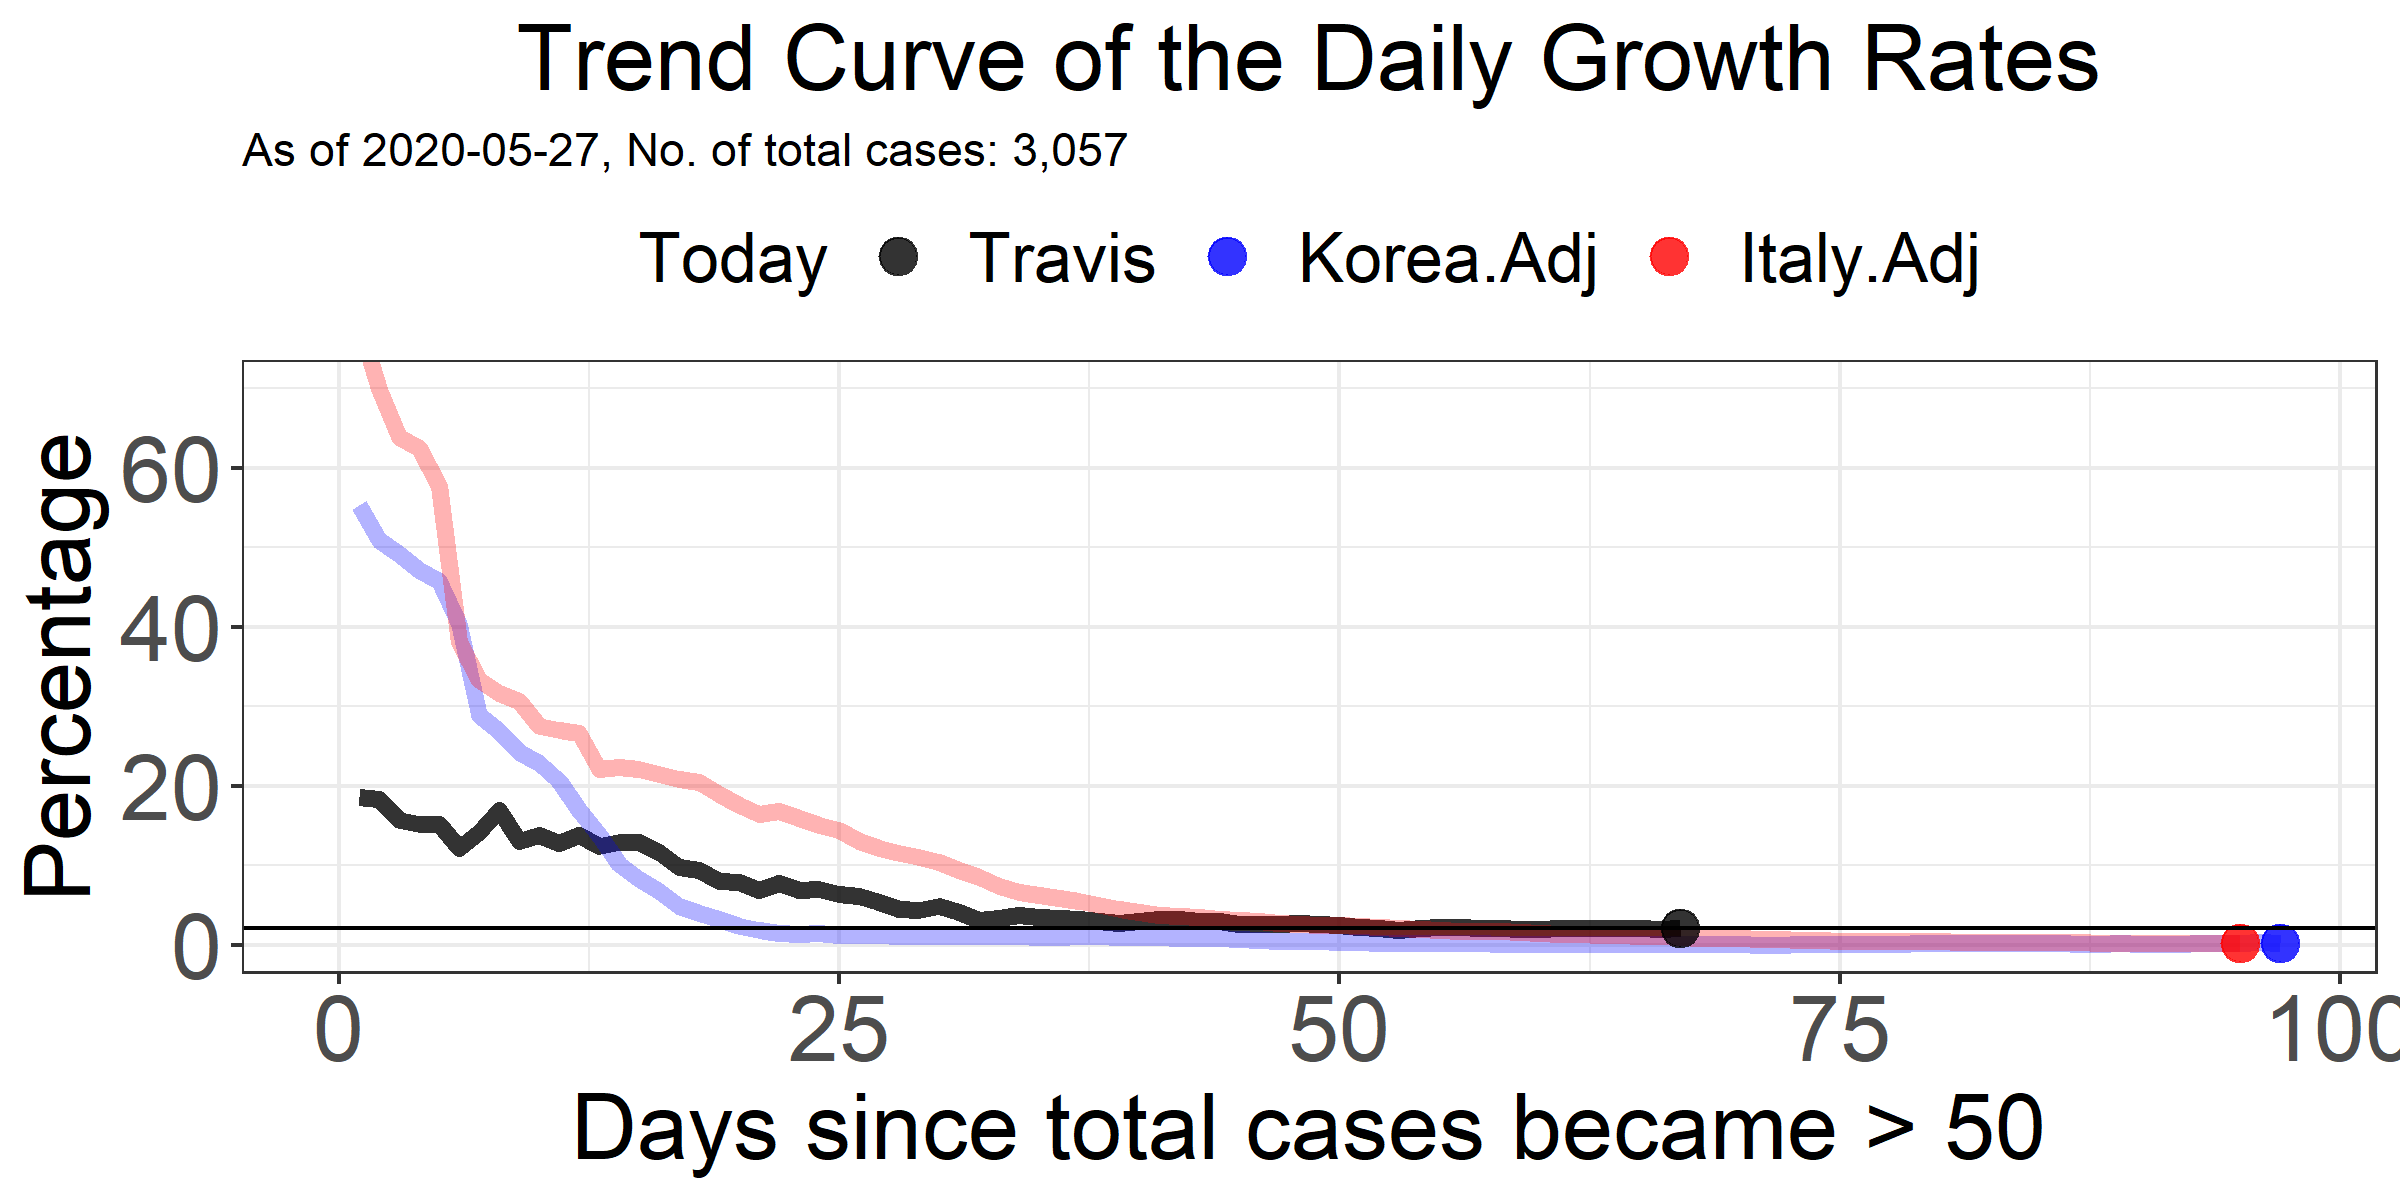 Trend Curve of the Daily Growth Rates
As of 2020-05-27, No. of total cases: 3,057
Today Travis Korea.Adj Italy.Adj
Percentage
60
40
20
0
0 25 50 75 100
Days since total cases became > 50